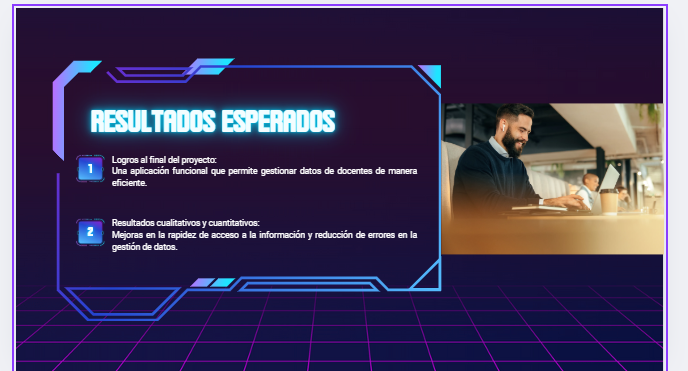 RESULTADOS ESPERADOS
1
Logros al final del proyecto:
Una aplicación funcional que permite gestionar datos de docentes de manera
eficiente.
2
Resultados cualitativos y cuantitativos:
Mejoras en la rapidez de acceso a la información y reducción de errores en la
gestión de datos.